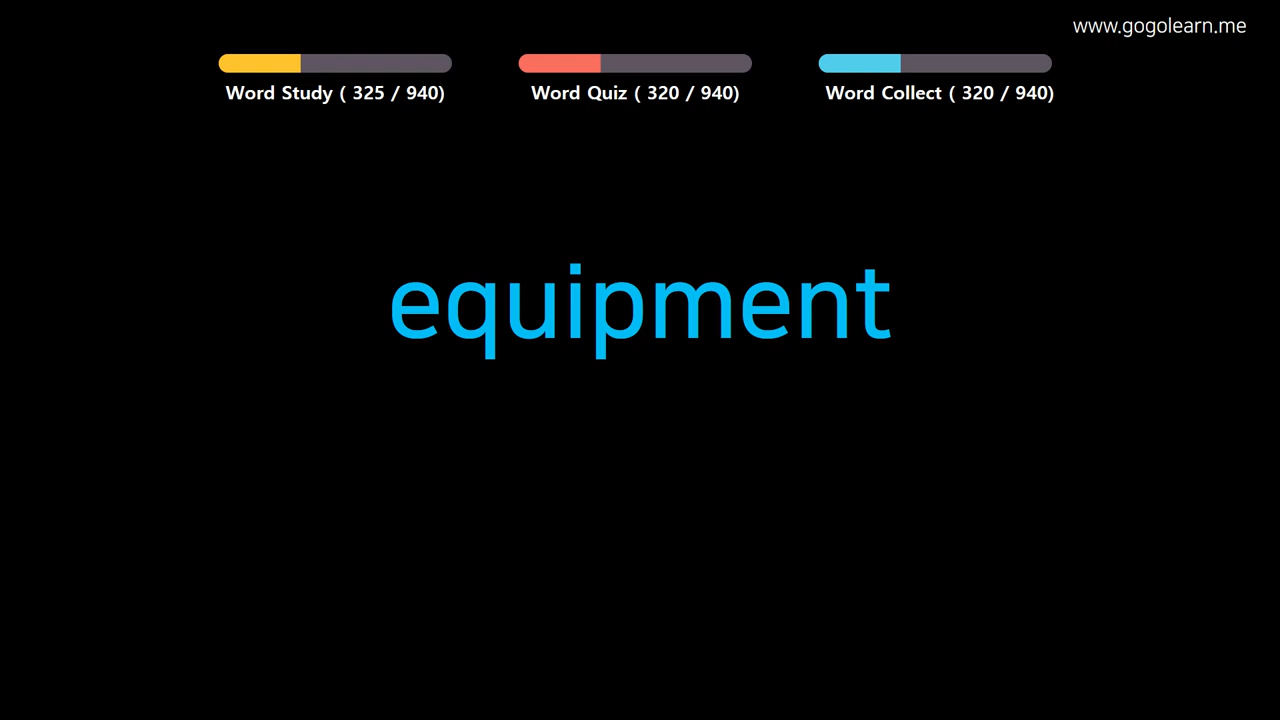 www.gogolearn.me
Word Study ( 325 / 940)
Word Quiz ( 320 / 940)
Word Collect ( 320 / 940)
equipment